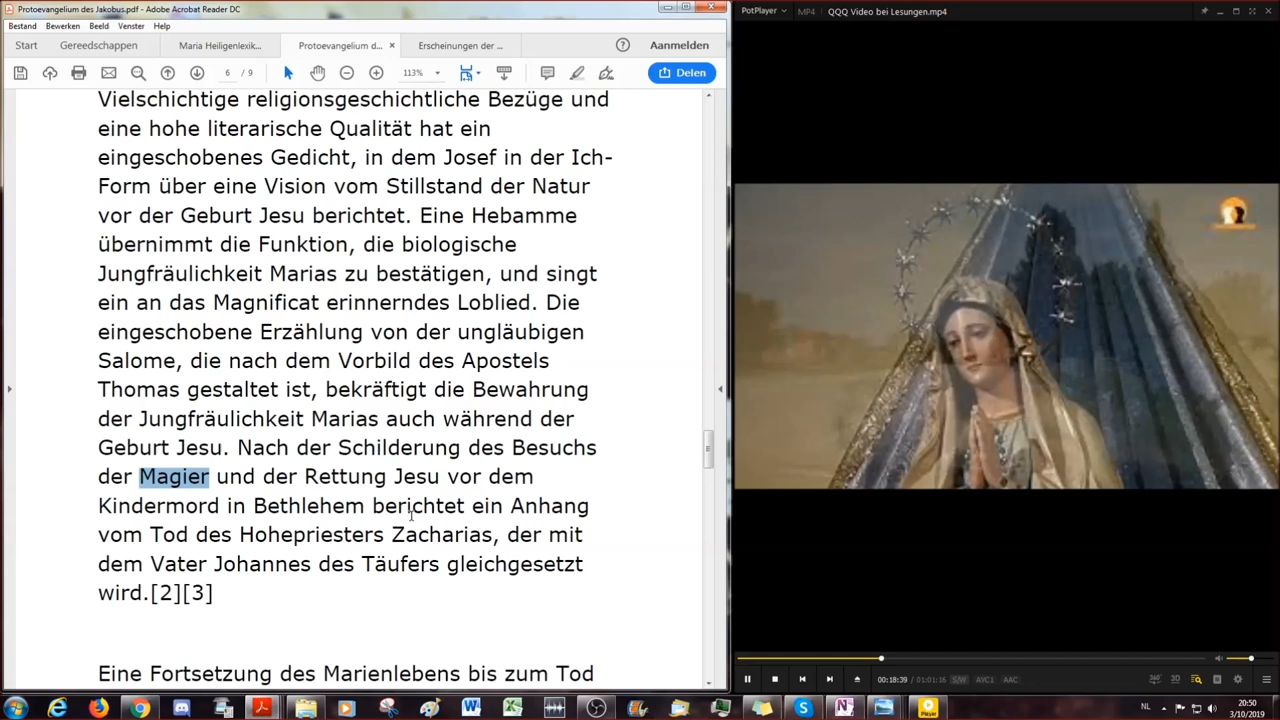 Protoevangelium des Jakobus.pdf - Adobe Acrobat Reader DC
Bestand Bewerken Beeld Venster Help
Start Gereedschappen Maria Heiligenlexik... Protoevangelium d... × Erscheinungen der ... Aanmelden
6 / 9 113% Delen
Vielschichtige religionsgeschichtliche Bezüge und
eine hohe literarische Qualität hat ein
eingeschobenes Gedicht, in dem Josef in der Ich-
Form über eine Vision vom Stillstand der Natur
vor der Geburt Jesu berichtet. Eine Hebamme
übernimmt die Funktion, die biologische
Jungfräulichkeit Marias zu bestätigen, und singt
ein an das Magnificat erinnerndes Loblied. Die
eingeschobene Erzählung von der ungläubigen
Salome, die nach dem Vorbild des Apostels
Thomas gestaltet ist, bekräftigt die Bewahrung
der Jungfräulichkeit Marias auch während der
Geburt Jesu. Nach der Schilderung des Besuchs
der Magier und der Rettung Jesu vor dem
Kindermord in Bethlehem berichtet ein Anhang
vom Tod des Hohepriesters Zacharias, der mit
dem Vater Johannes des Täufers gleichgesetzt
wird.[2][3]
Eine Fortsetzung des Marienlebens bis zum Tod
PotPlayer MP4 QQQ Video bei Lesungen.mp4
00:18:39 / 01:01:16 S/W AVC1 AAC
360° 3D
NL 20:50
3/10/2019